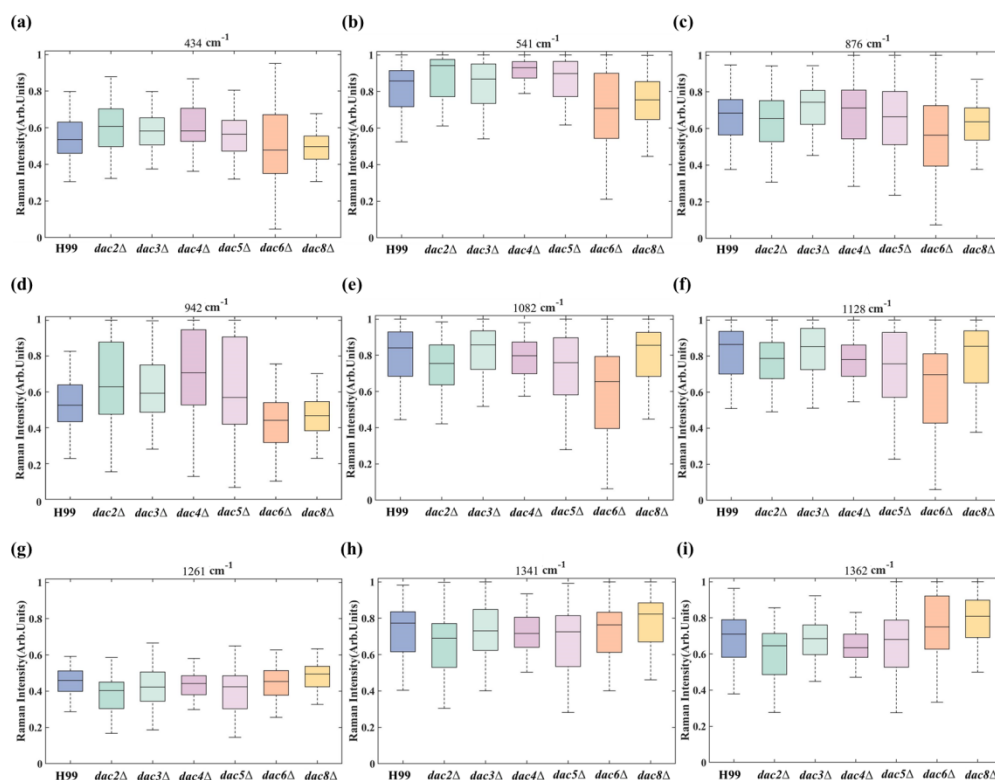 (a) (b) (c)
434 cm⁻¹ 541 cm⁻¹ 876 cm⁻¹
Raman Intensity(Arb.Units) Raman Intensity(Arb.Units) Raman Intensity(Arb.Units)
1 1 1
0.8 0.8 0.8
0.6 0.6 0.6
0.4 0.4 0.4
0.2 0.2 0.2
0 0 0
H99 dac2Δ dac3Δ dac4Δ dac5Δ dac6Δ dac8Δ H99 dac2Δ dac3Δ dac4Δ dac5Δ dac6Δ dac8Δ H99 dac2Δ dac3Δ dac4Δ dac5Δ dac6Δ dac8Δ
(d) (e) (f)
942 cm⁻¹ 1082 cm⁻¹ 1128 cm⁻¹
Raman Intensity(Arb.Units) Raman Intensity(Arb.Units) Raman Intensity(Arb.Units)
1 1 1
0.8 0.8 0.8
0.6 0.6 0.6
0.4 0.4 0.4
0.2 0.2 0.2
0 0 0
H99 dac2Δ dac3Δ dac4Δ dac5Δ dac6Δ dac8Δ H99 dac2Δ dac3Δ dac4Δ dac5Δ dac6Δ dac8Δ H99 dac2Δ dac3Δ dac4Δ dac5Δ dac6Δ dac8Δ
(g) (h) (i)
1261 cm⁻¹ 1341 cm⁻¹ 1362 cm⁻¹
Raman Intensity(Arb.Units) Raman Intensity(Arb.Units) Raman Intensity(Arb.Units)
1 1 1
0.8 0.8 0.8
0.6 0.6 0.6
0.4 0.4 0.4
0.2 0.2 0.2
0 0 0
H99 dac2Δ dac3Δ dac4Δ dac5Δ dac6Δ dac8Δ H99 dac2Δ dac3Δ dac4Δ dac5Δ dac6Δ dac8Δ H99 dac2Δ dac3Δ dac4Δ dac5Δ dac6Δ dac8Δ